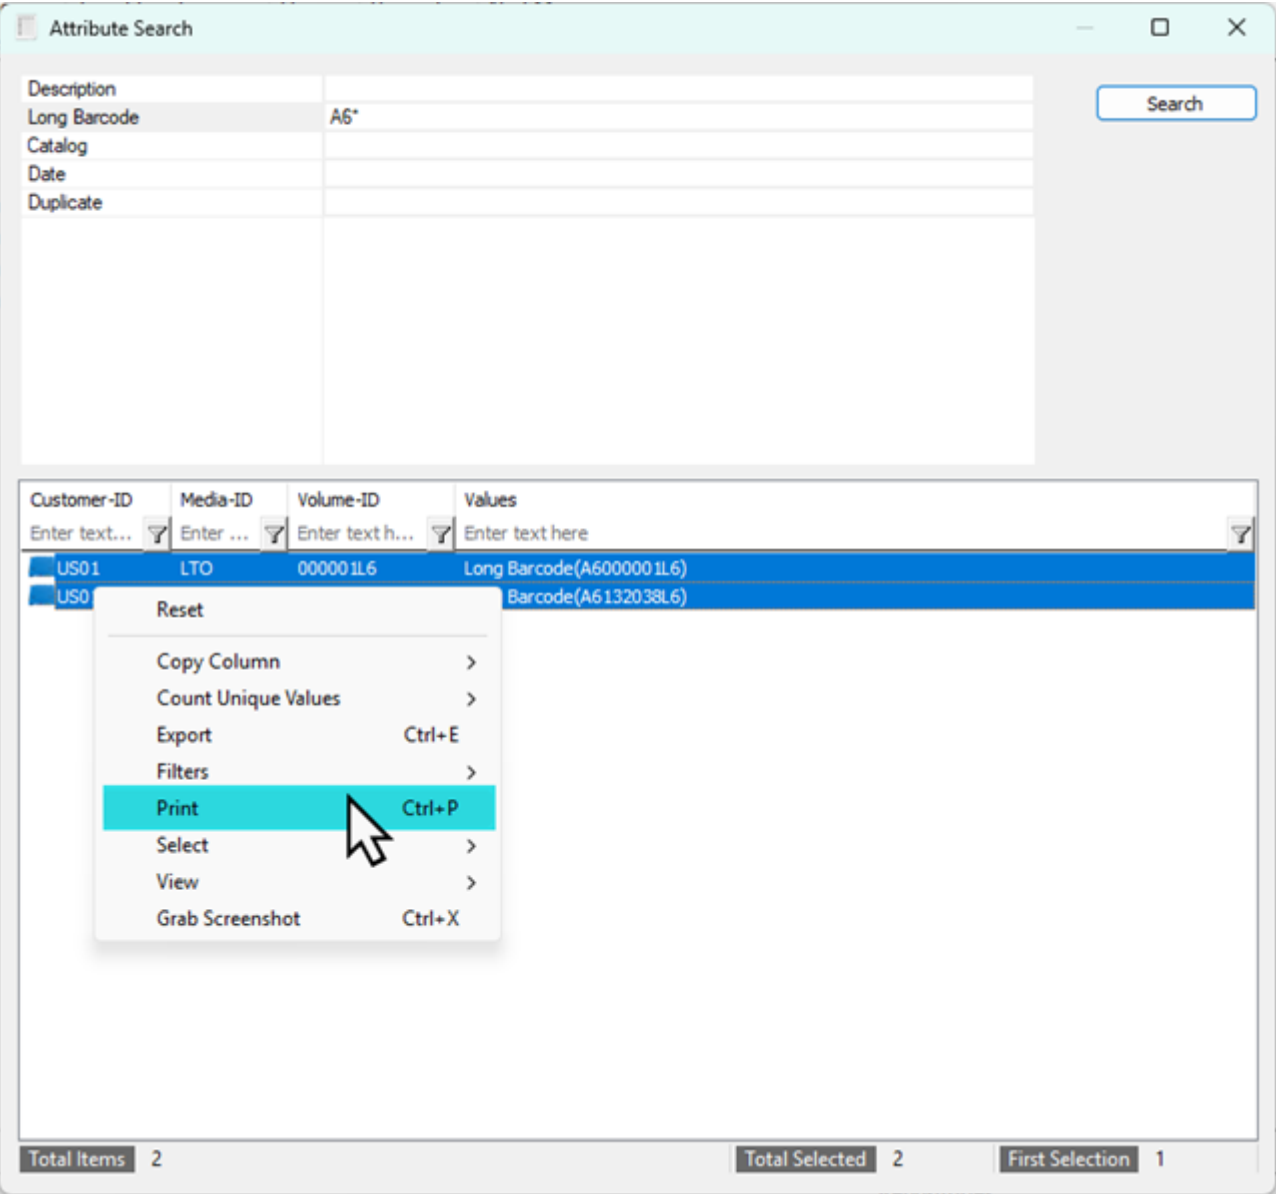 Attribute Search
Description
Long Barcode A6*
Search
Catalog
Date
Duplicate
Customer-ID Media-ID Volume-ID Values
Enter text... Enter ... Enter text h... Enter text here
US01 LTO 000001L6 Long Barcode(A6000001L6)
US0 Barcode(A6132038L6)
Reset
Copy Column
Count Unique Values
Export Ctrl+E
Filters
Print Ctrl+P
Select
View
Grab Screenshot Ctrl+X
Total Items 2 Total Selected 2 First Selection 1